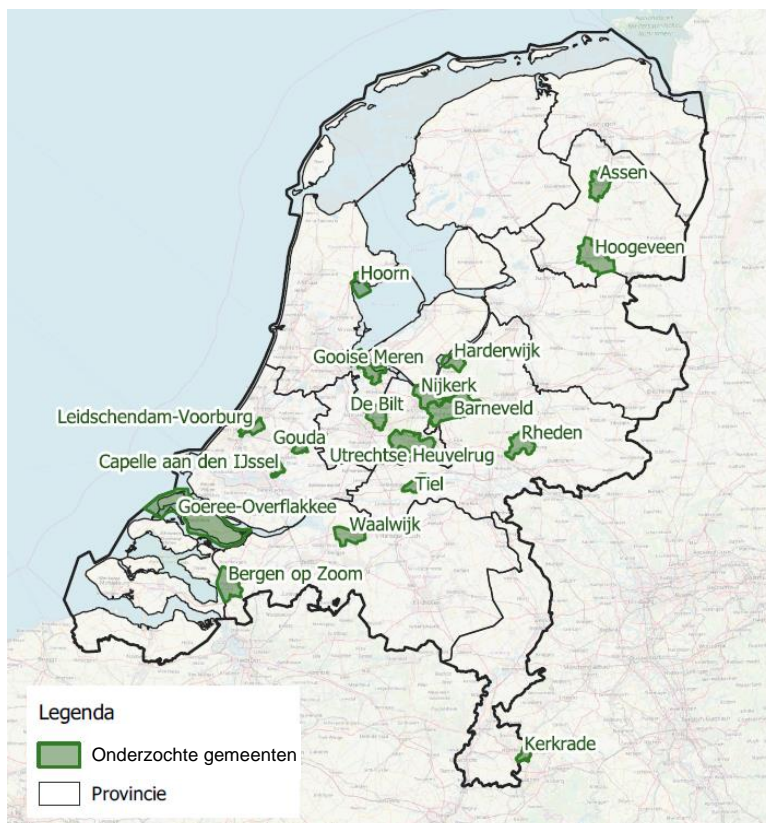 Assen
Hoogeveen
Hoorn
Gooise Meren
Harderwijk
Nijkerk
De Bilt
Barneveld
Leidschendam-Voorburg
Gouda
Rheden
Utrechtse Heuvelrug
Capelle aan den IJssel
Tiel
Goeree-Overflakkee
Waalwijk
Bergen op Zoom
Kerkrade
Legenda
Onderzochte gemeenten
Provincie